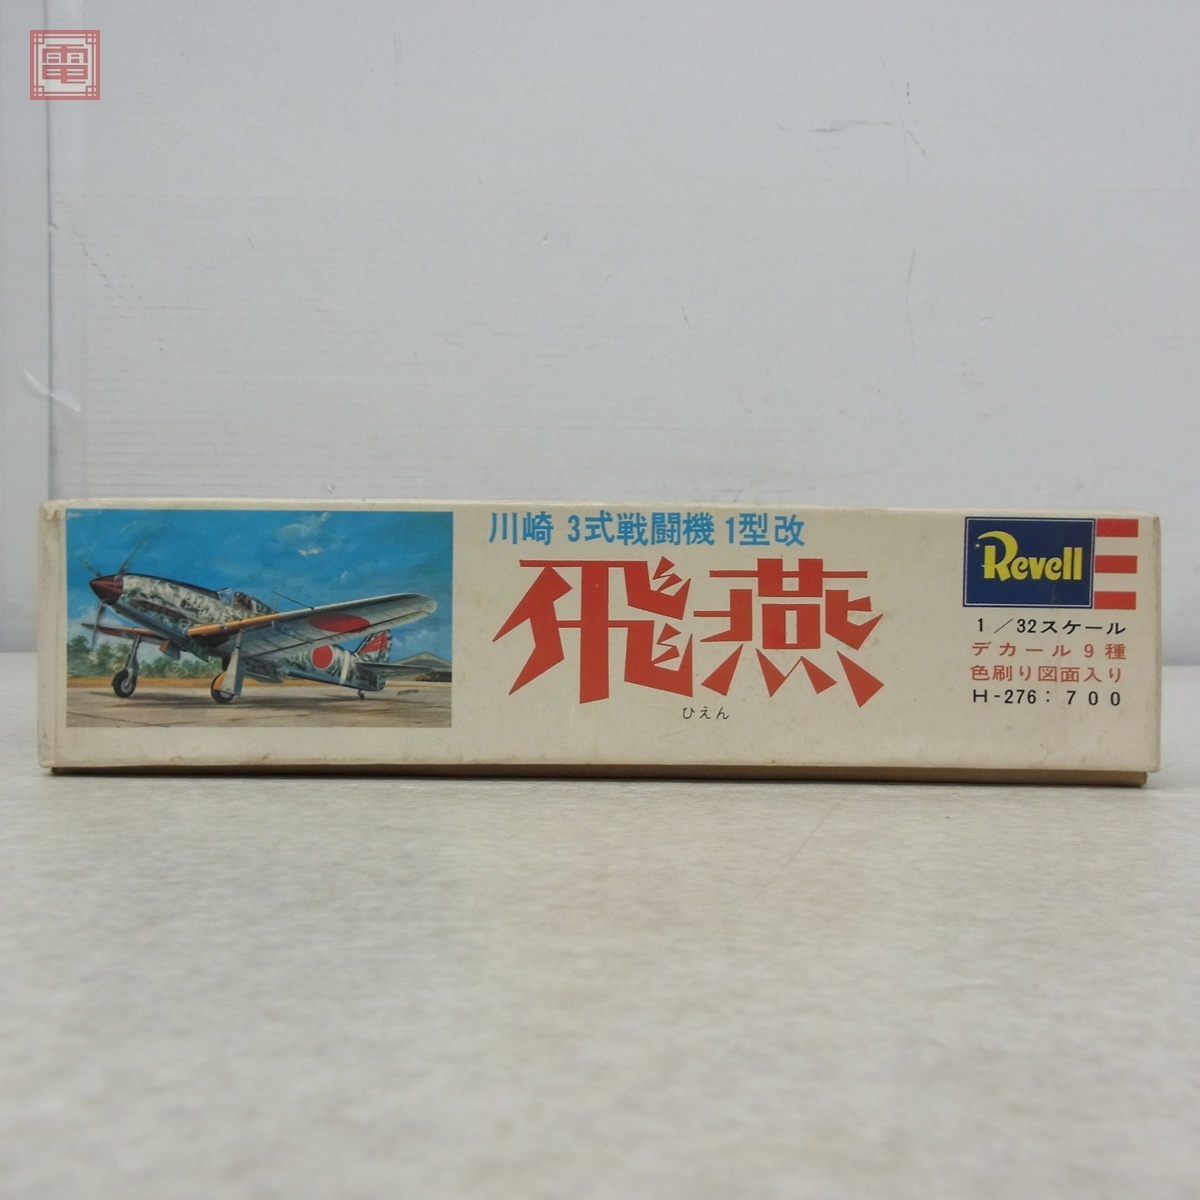 電
川崎 3式戦闘機 1型改
飛燕
ひえん
Revell
1/32スケール
デカール9種
色刷り図面入り
H-276:700